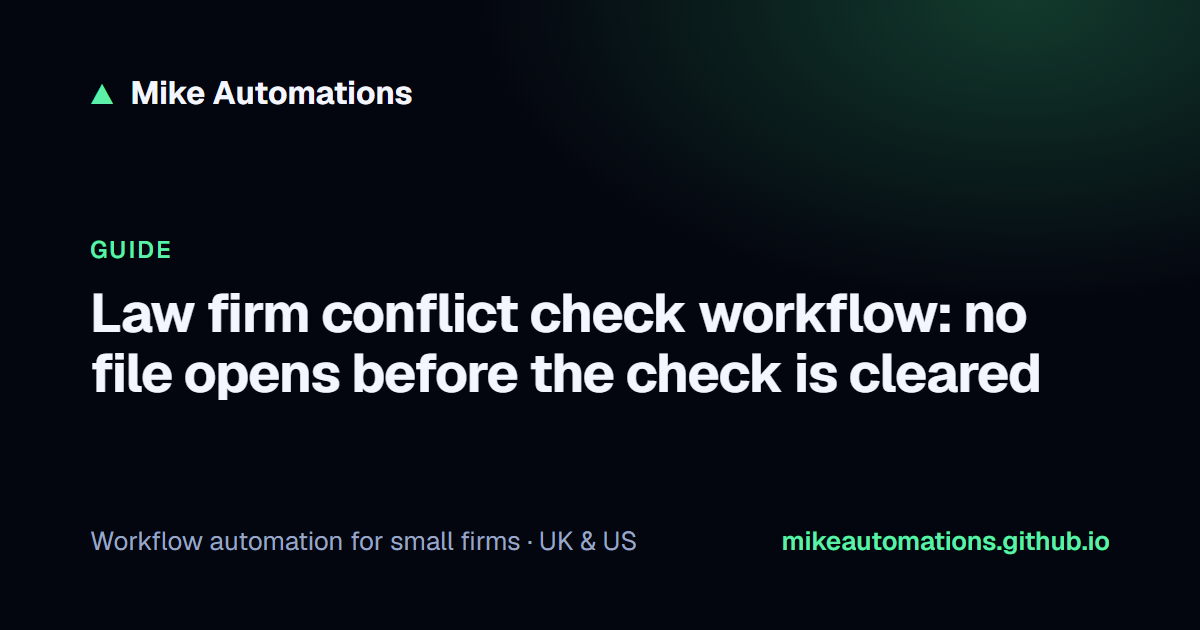 Mike Automations
GUIDE
Law firm conflict check workflow: no
file opens before the check is cleared
Workflow automation for small firms · UK & US
mikeautomations.github.io